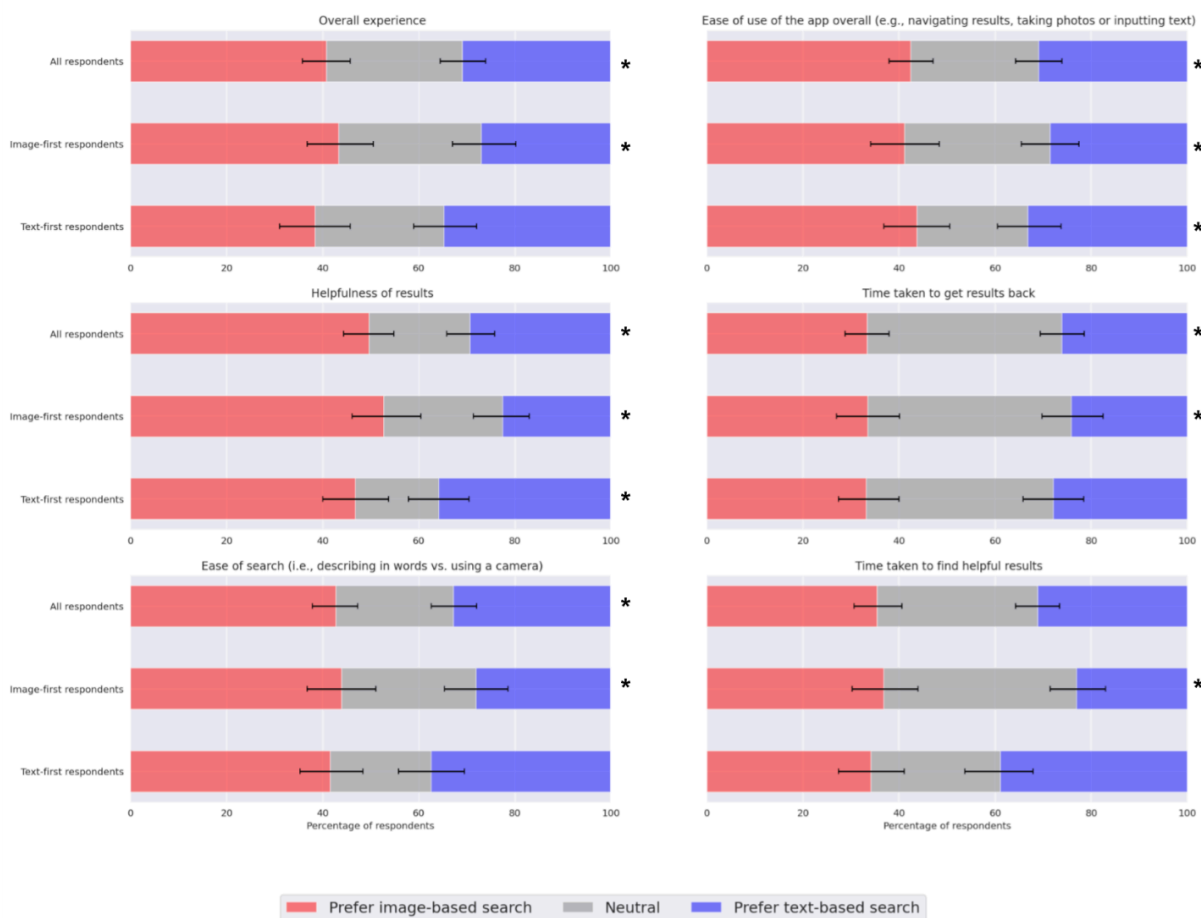 Overall experience
Ease of use of the app overall (e.g., navigating results, taking photos or inputting text)
All respondents
*
*
Image-first respondents
*
*
Text-first respondents
*
0 20 40 60 80 100
0 20 40 60 80 100
Helpfulness of results
Time taken to get results back
All respondents
*
*
Image-first respondents
*
*
Text-first respondents
*
0 20 40 60 80 100
0 20 40 60 80 100
Ease of search (i.e., describing in words vs. using a camera)
Time taken to find helpful results
All respondents
*
Image-first respondents
*
*
Text-first respondents
0 20 40 60 80 100
0 20 40 60 80 100
Percentage of respondents
Percentage of respondents
Prefer image-based search Neutral Prefer text-based search